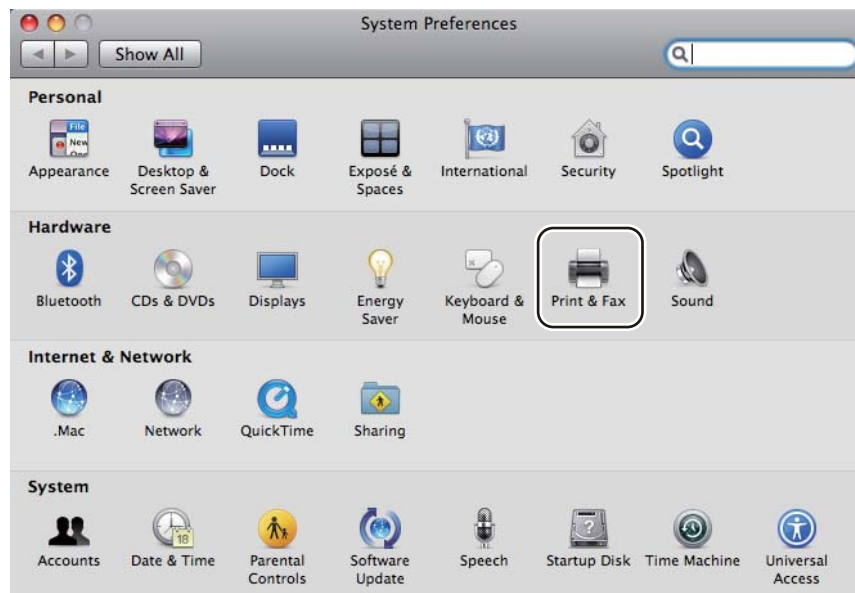 System Preferences
Show All
Personal
File
New
Appearance
Desktop &
Screen Saver
Dock
Exposé &
Spaces
International
Security
Spotlight
Hardware
Bluetooth
CDs & DVDs
Displays
Energy
Saver
Keyboard &
Mouse
Print & Fax
Sound
Internet & Network
.Mac
Network
QuickTime
Sharing
System
18
?
Accounts
Date & Time
Parental
Controls
Software
Update
Speech
Startup Disk
Time Machine
Universal
Access